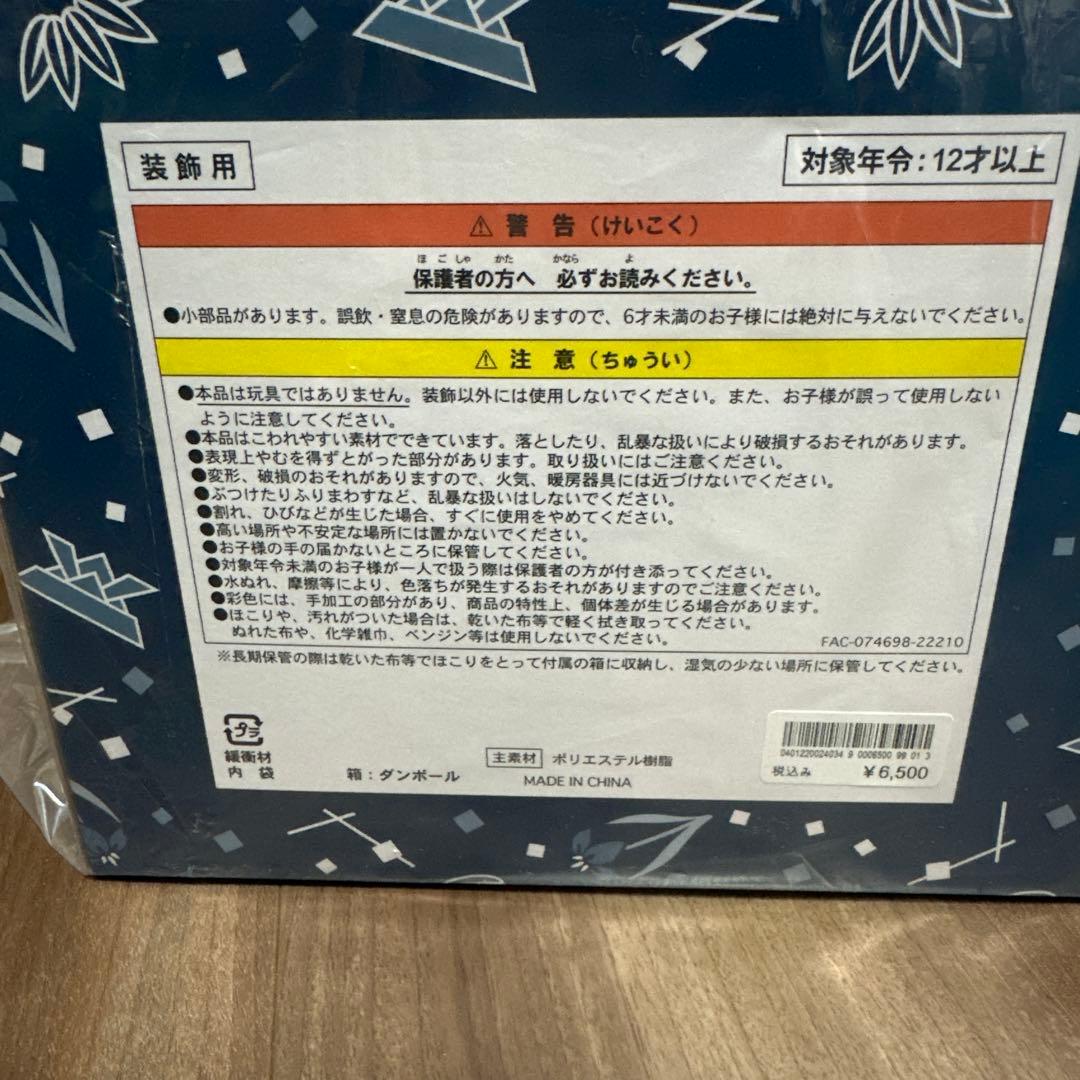 装飾用
対象年令：12才以上
⚠ 警 告（けいこく）
ほごしゃ かた かなら よ
保護者の方へ 必ずお読みください。
●小部品があります。誤飲・窒息の危険がありますので、6才未満のお子様には絶対に与えないでください。
⚠ 注 意（ちゅうい）
●本品は玩具ではありません。装飾以外には使用しないでください。また、お子様が誤って使用しない
ように注意してください。
●本品はこわれやすい素材でできています。落としたり、乱暴な扱いにより破損するおそれがあります。
●表現上やむを得ずとがった部分があります。取り扱いにはご注意ください。
●変形、破損のおそれがありますので、火気、暖房器具には近づけないでください。
●ぶつけたりふりまわすなど、乱暴な扱いはしないでください。
●割れ、ひびなどが生じた場合、すぐに使用をやめてください。
●高い場所や不安定な場所には置かないでください。
●お子様の手の届かないところに保管してください。
●対象年令未満のお子様が一人で扱う際は保護者の方が付き添ってください。
●水ぬれ、摩擦等により、色落ちが発生するおそれがありますのでご注意ください。
●彩色には、手加工の部分があり、商品の特性上、個体差が生じる場合があります。
●ほこりや、汚れがついた場合は、乾いた布等で軽く拭き取ってください。
ぬれた布や、化学雑巾、ベンジン等は使用しないでください。
FAC-074698-22210
※長期保管の際は乾いた布等でほこりをとって付属の箱に収納し、湿気の少ない場所に保管してください。
プラ
緩衝材
内 袋
箱：ダンボール
主素材 ポリエステル樹脂
MADE IN CHINA
0401220024034 9 0006500 99 01 3
税込み ￥6,500